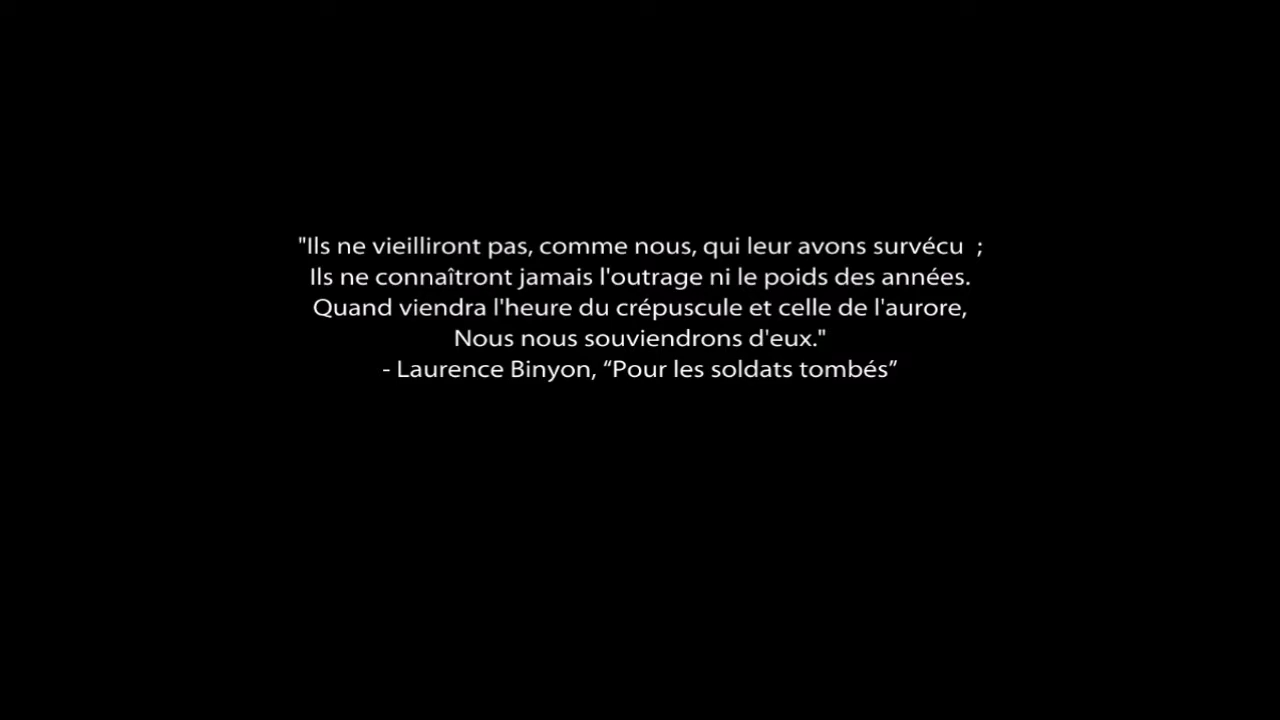 "Ils ne vieilliront pas, comme nous, qui leur avons survécu  ;
Ils ne connaîtront jamais l'outrage ni le poids des années.
Quand viendra l'heure du crépuscule et celle de l'aurore,
Nous nous souviendrons d'eux."
- Laurence Binyon, “Pour les soldats tombés”